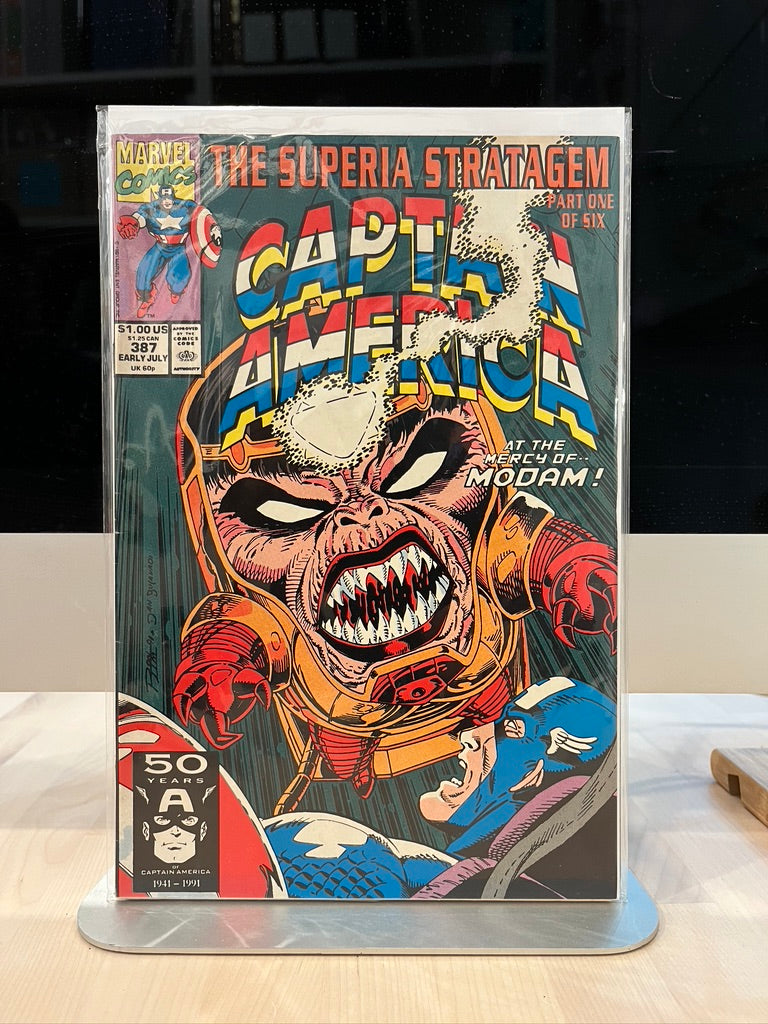 MARVEL
COMICS
TM
$1.00 US
$1.25 CAN
387
EARLY JULY
UK 60p
APPROVED
BY THE
COMICS
CODE
AUTHORITY
THE SUPERIA STRATAGEM
PART ONE
OF SIX
CAPTAIN
AMERICA
AT THE
MERCY OF--
MODAM!
50
YEARS
A
OF
CAPTAIN AMERICA
1941-1991